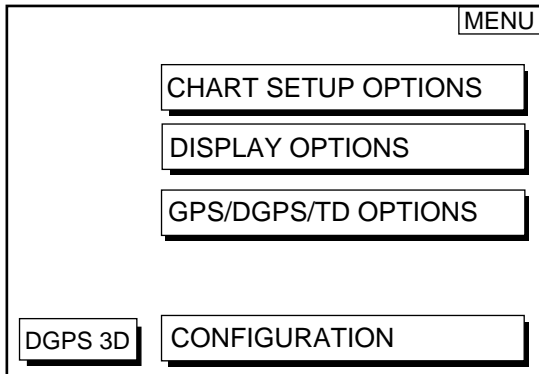 MENU
CHART SETUP OPTIONS
DISPLAY OPTIONS
GPS/DGPS/TD OPTIONS
DGPS 3D
CONFIGURATION